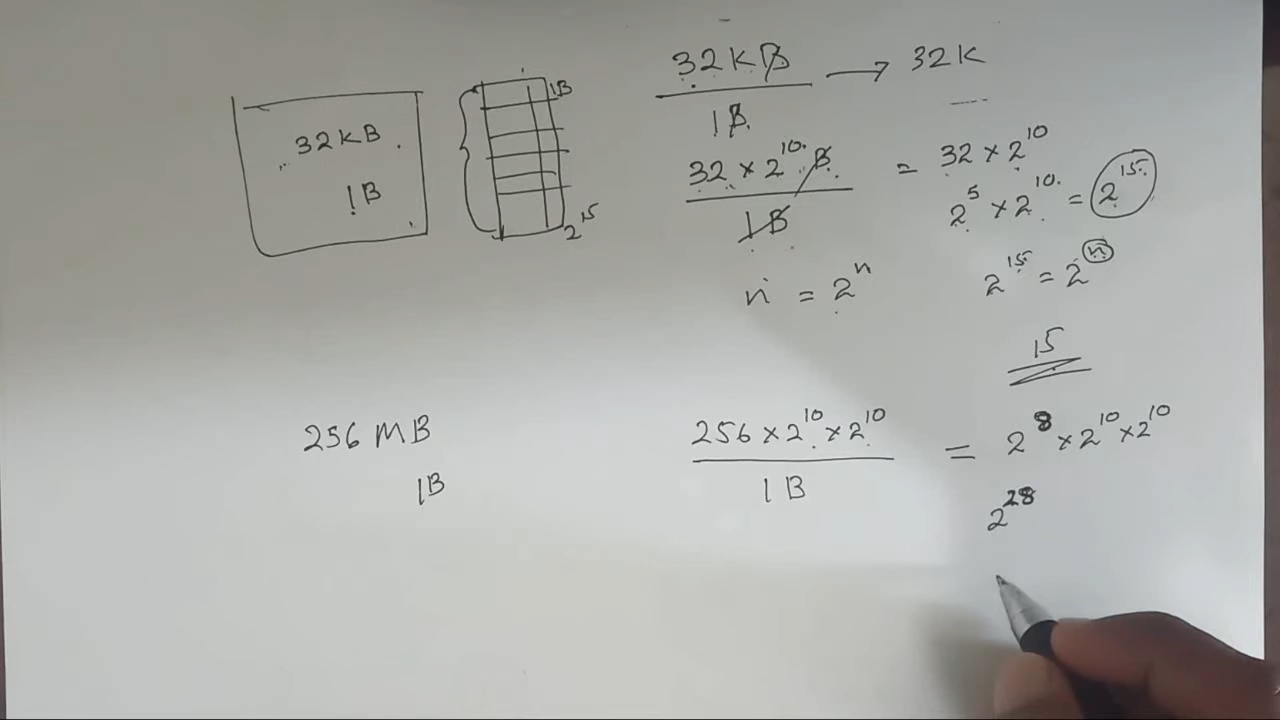 32KB
1B
1B
2^15
32KB / 1B → 32K
32 × 2^10 B / 1B = 32 × 2^10
2^5 × 2^10 = 2^15
n = 2^n
2^15 = 2^n
15
256 MB
1B
256 × 2^10 × 2^10 / 1B = 2^8 × 2^10 × 2^10
2^28